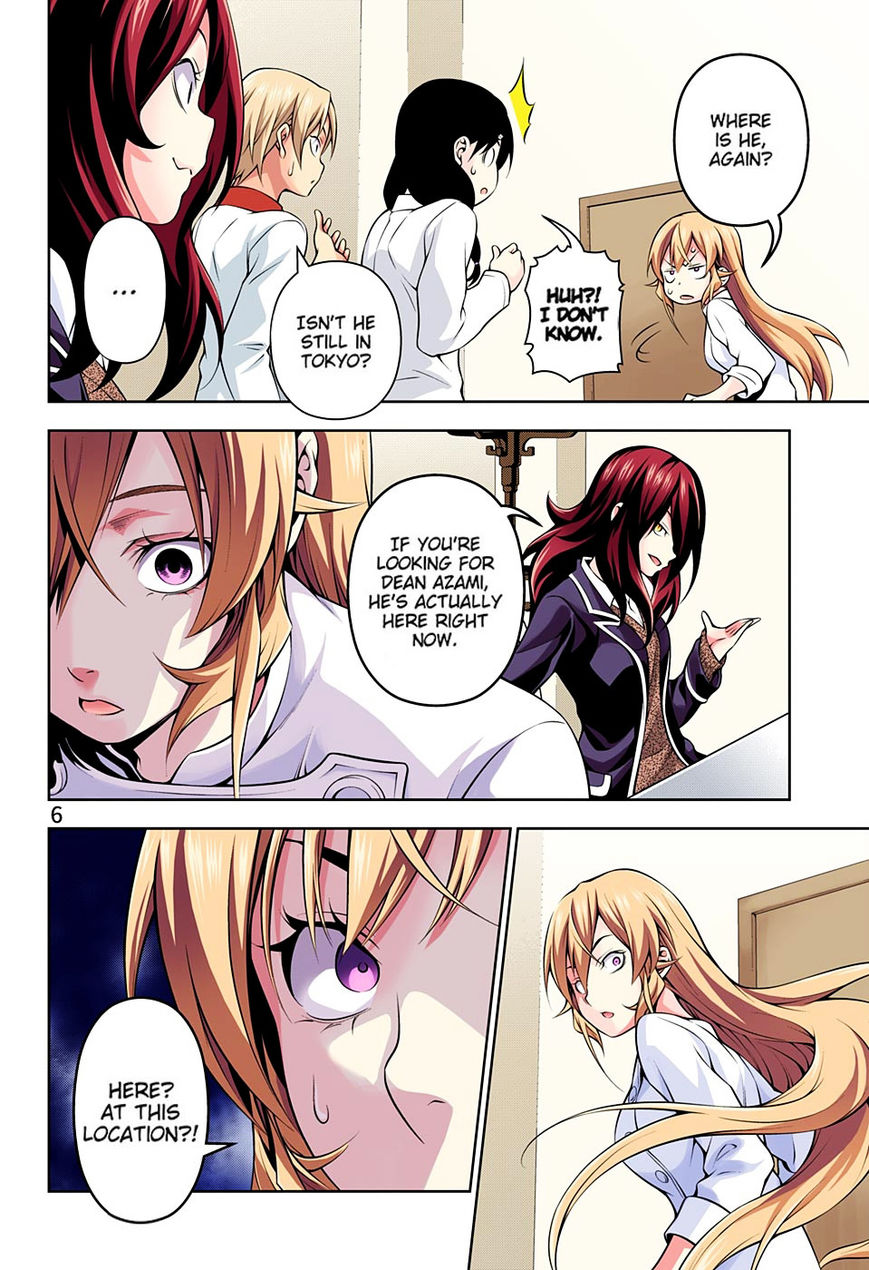 WHERE
IS HE,
AGAIN?
HUH?!
I DON'T
KNOW.
ISN'T HE
STILL IN
TOKYO?
...
IF YOU'RE
LOOKING FOR
DEAN AZAMI,
HE'S ACTUALLY
HERE RIGHT
NOW.
6
HERE?
AT THIS
LOCATION?!